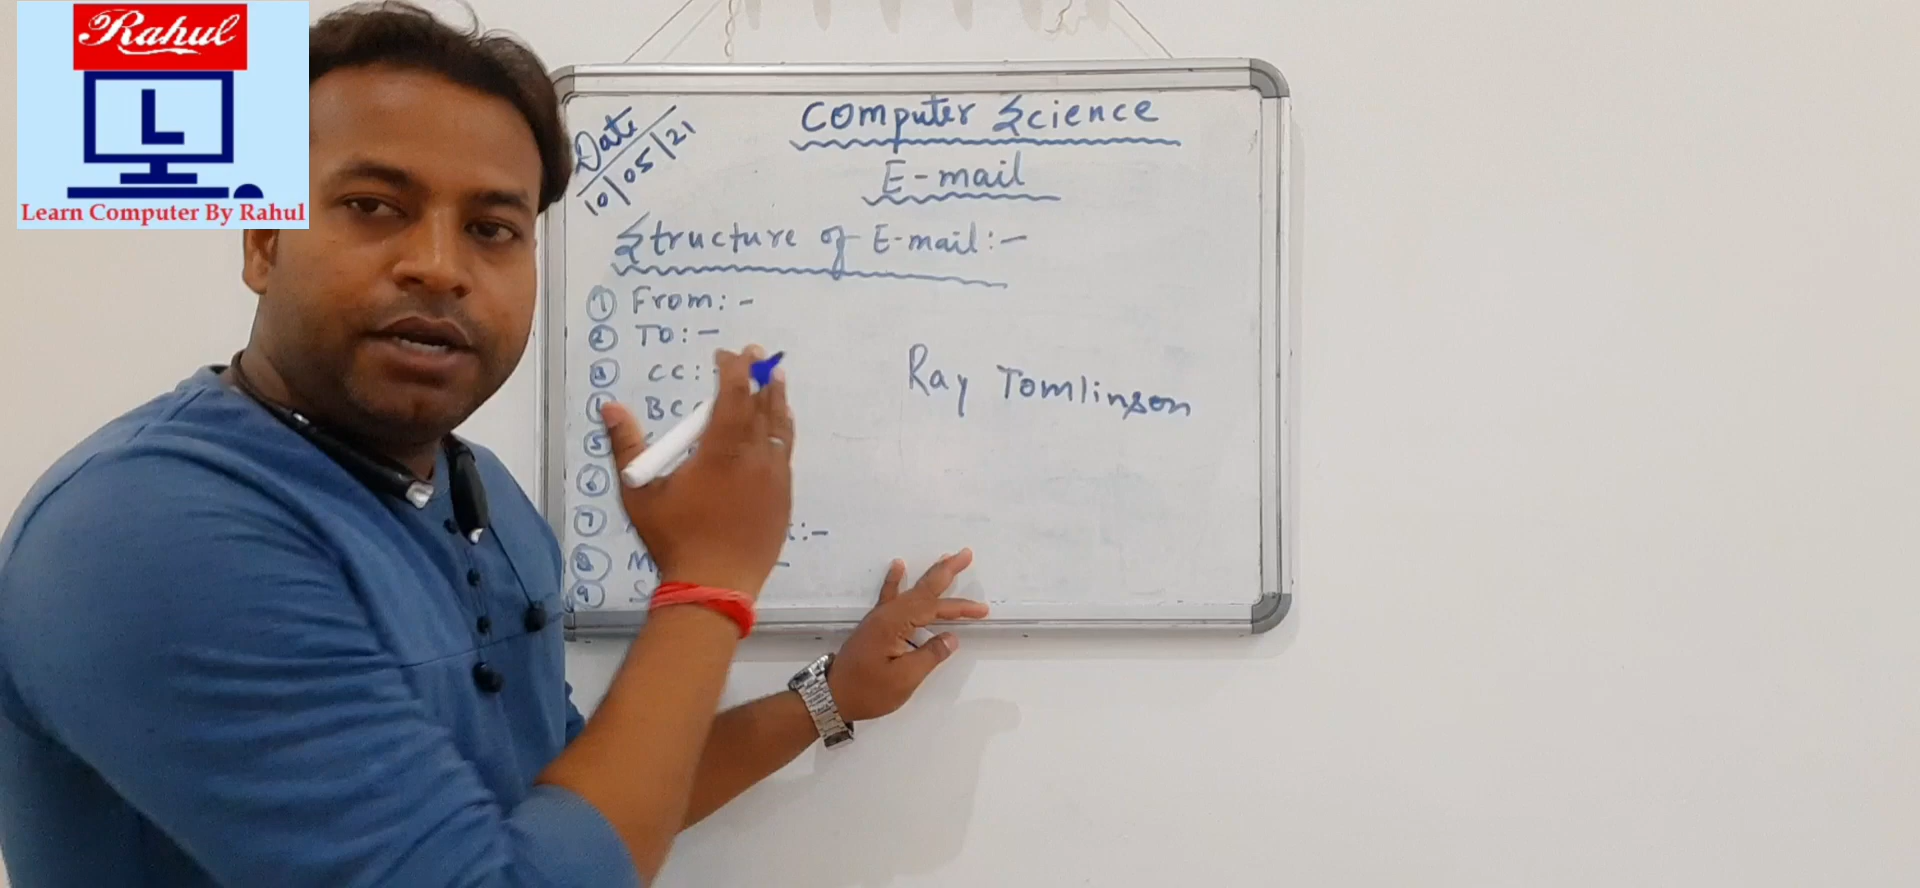 Rahul
L
Learn Computer By Rahul
Date
10/05/21
Computer Science
E-mail
Structure of E-mail:-
① From:-
② To:-
③ CC:-
④ BC
⑤
⑥
⑦
⑧
⑨
Ray Tomlinson